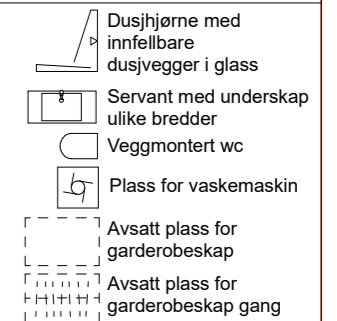 Dusjhjørne med
innfellbare
dusjvegger i glass
Servant med underskap
ulike bredder
Veggmontert wc
Plass for vaskemaskin
Avsatt plass for
garderobeskap
Avsatt plass for
garderobeskap gang